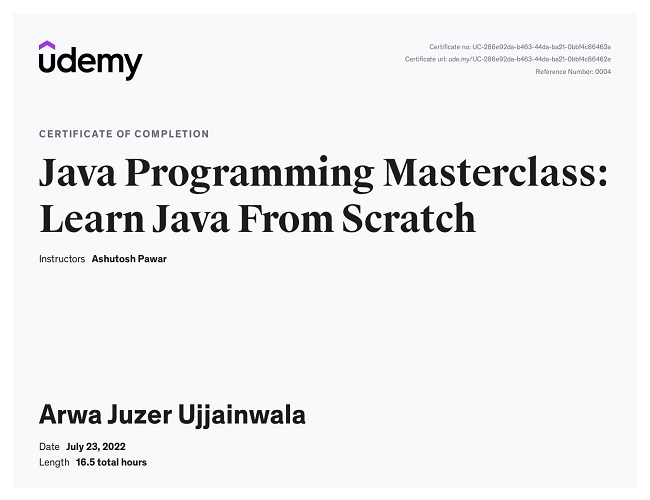 udemy
Certificate no: UC-286e92da-b463-44da-ba21-0bbf4c86462e
Certificate url: ude.my/UC-286e92da-b463-44da-ba21-0bbf4c86462e
Reference Number: 0004
CERTIFICATE OF COMPLETION
Java Programming Masterclass:
Learn Java From Scratch
Instructors Ashutosh Pawar
Arwa Juzer Ujjainwala
Date July 23, 2022
Length 16.5 total hours